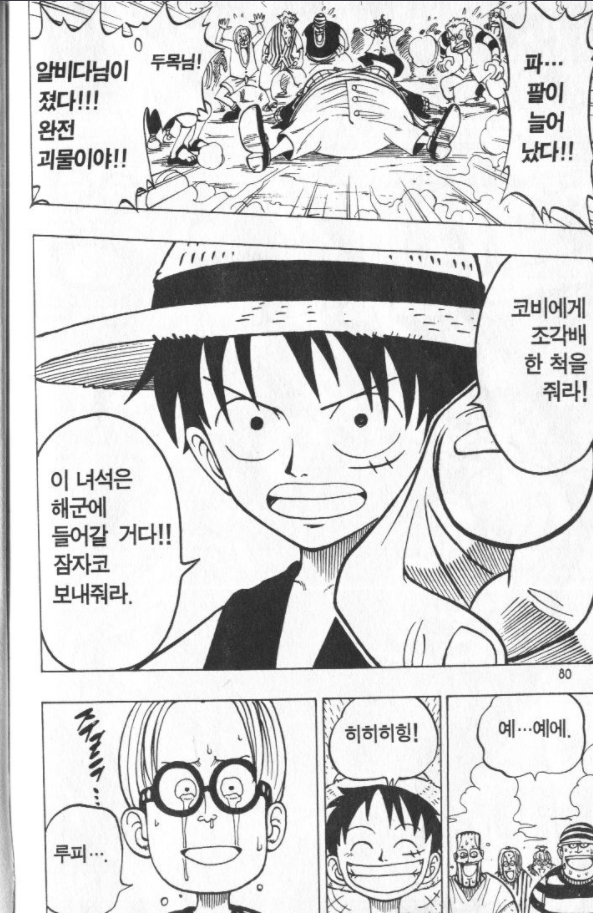 파…
팔이
늘어
났다!!
두목님!
알비다님이
졌다!!!
완전
괴물이야!!
코비에게
조각배
한 척을
줘라!
이 녀석은
해군에
들어갈 거다!!
잠자코
보내줘라.
80
예…예에.
히히히힝!
루피….